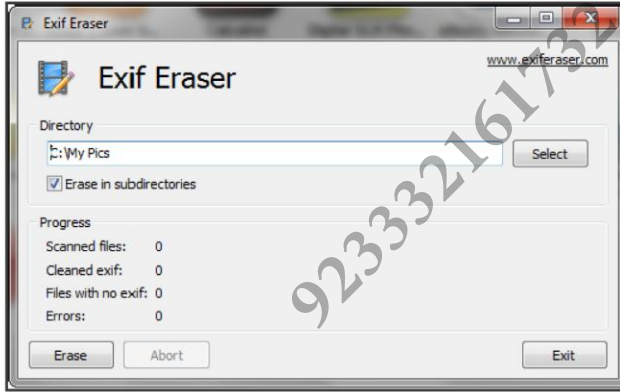 Exif Eraser
www.exiferaser.com
Exif Eraser
Directory
C:\My Pics
Select
Erase in subdirectories
Progress
Scanned files: 0
Cleaned exif: 0
Files with no exif: 0
Errors: 0
Erase
Abort
Exit
923332161732